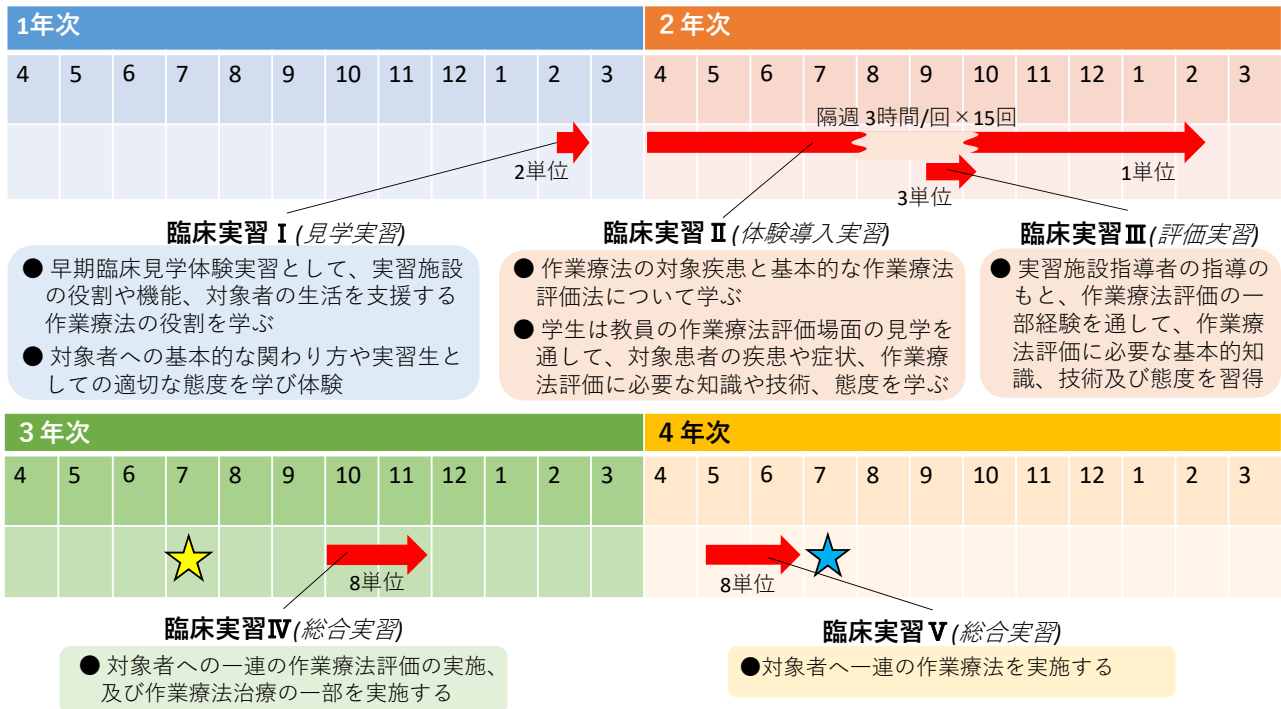 1年次
２年次
4 5 6 7 8 9 10 11 12 1 2 3 4 5 6 7 8 9 10 11 12 1 2 3
隔週 3時間/回×15回
2単位
3単位
1単位
臨床実習Ⅰ(見学実習)
● 早期臨床見学体験実習として、実習施設
の役割や機能、対象者の生活を支援する
作業療法の役割を学ぶ
● 対象者への基本的な関わり方や実習生と
しての適切な態度を学び体験
臨床実習Ⅱ(体験導入実習)
● 作業療法の対象疾患と基本的な作業療法
評価法について学ぶ
● 学生は教員の作業療法評価場面の見学を
通して、対象患者の疾患や症状、作業療
法評価に必要な知識や技術、態度を学ぶ
臨床実習Ⅲ(評価実習)
● 実習施設指導者の指導の
もと、作業療法評価の一
部経験を通して、作業療
法評価に必要な基本的知
識、技術及び態度を習得
３年次
４年次
4 5 6 7 8 9 10 11 12 1 2 3 4 5 6 7 8 9 10 11 12 1 2 3
8単位
8単位
臨床実習Ⅳ(総合実習)
● 対象者への一連の作業療法評価の実施、
及び作業療法治療の一部を実施する
臨床実習Ⅴ(総合実習)
●対象者へ一連の作業療法を実施する